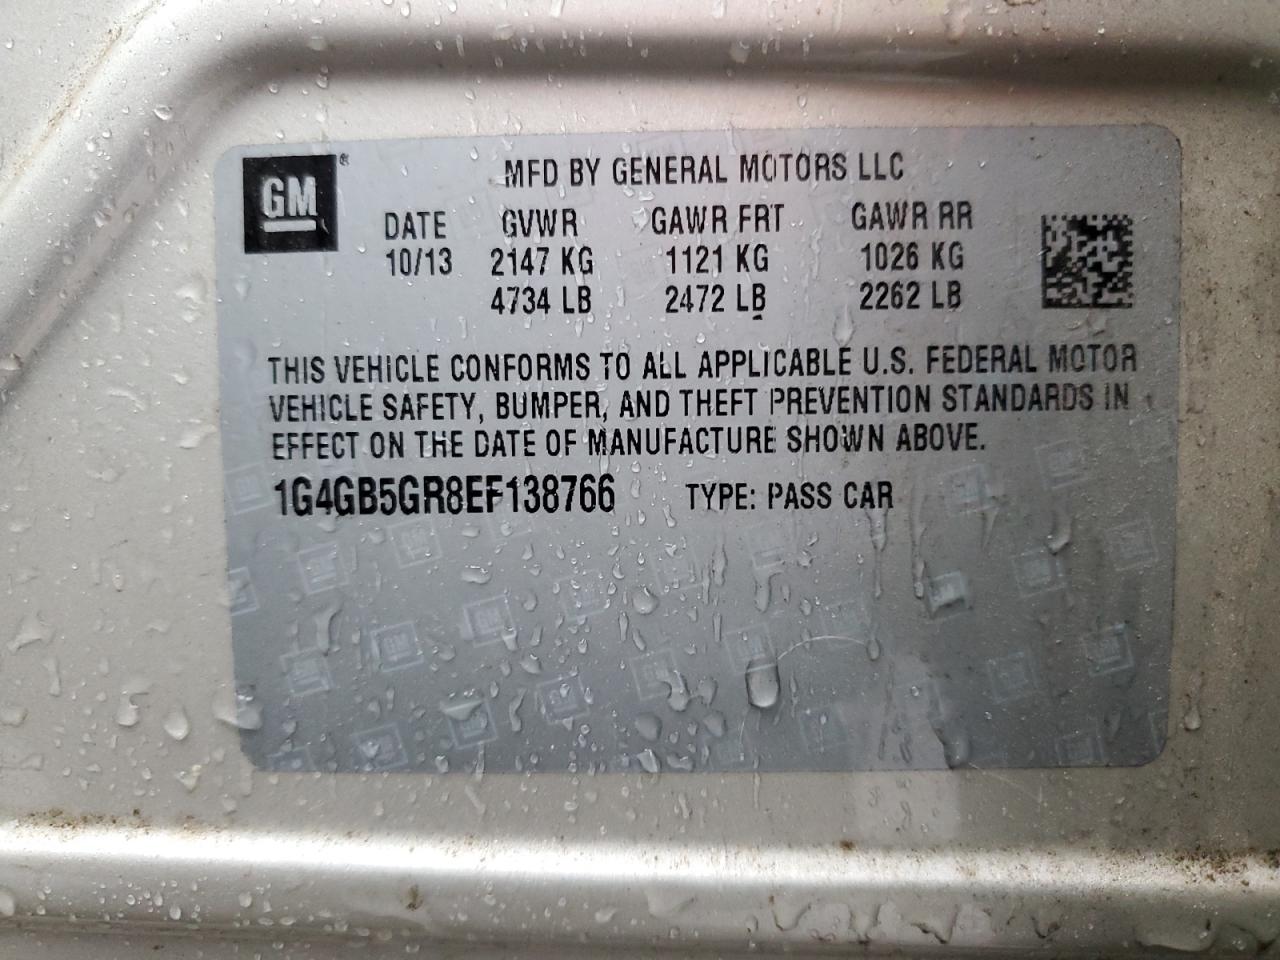 GM ®
MFD BY GENERAL MOTORS LLC
DATE GVWR GAWR FRT GAWR RR
10/13 2147 KG 1121 KG 1026 KG
4734 LB 2472 LB 2262 LB
THIS VEHICLE CONFORMS TO ALL APPLICABLE U.S. FEDERAL MOTOR
VEHICLE SAFETY, BUMPER, AND THEFT PREVENTION STANDARDS IN
EFFECT ON THE DATE OF MANUFACTURE SHOWN ABOVE.
1G4GB5GR8EF138766 TYPE: PASS CAR